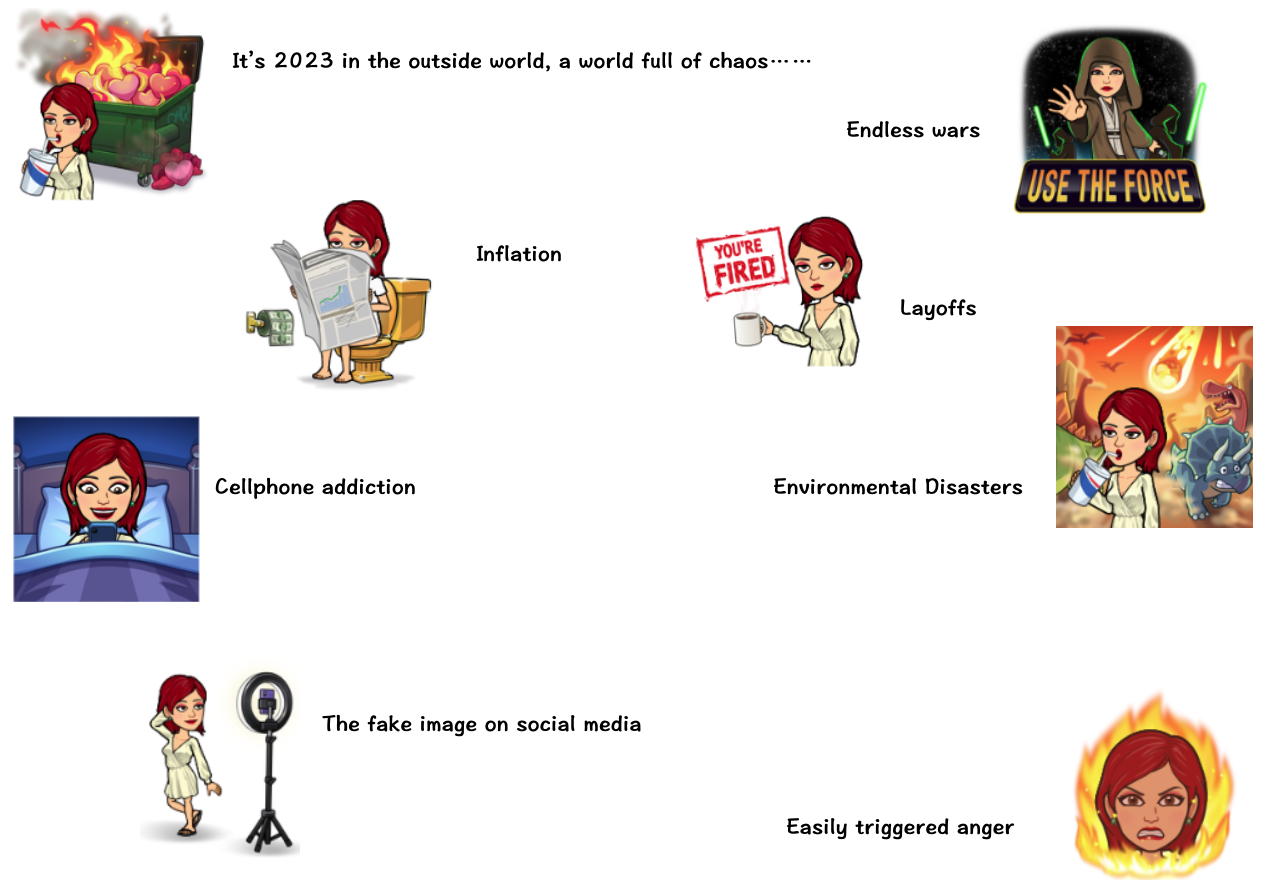 It's 2023 in the outside world, a world full of chaos……
Endless wars
USE THE FORCE
Inflation
YOU'RE
FIRED
Layoffs
Cellphone addiction
Environmental Disasters
The fake image on social media
Easily triggered anger